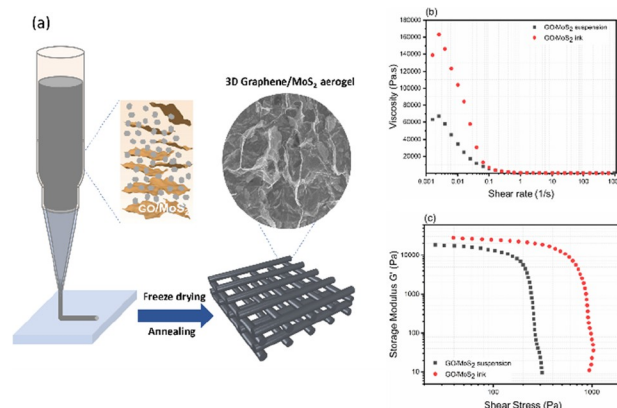 (a)
3D Graphene/MoS₂ aerogel
GO/MoS₂
Freeze drying
Annealing
(b)
GO/MoS₂ suspension
GO/MoS₂ ink
180000
160000
140000
120000
100000
80000
60000
40000
20000
0
Viscosity (Pa.s)
0.001 0.01 0.1 1 10 100 1000
Shear rate (1/s)
(c)
Storage Modulus G' (Pa)
10000
1000
100
10
GO/MoS₂ suspension
GO/MoS₂ ink
100 1000
Shear Stress (Pa)